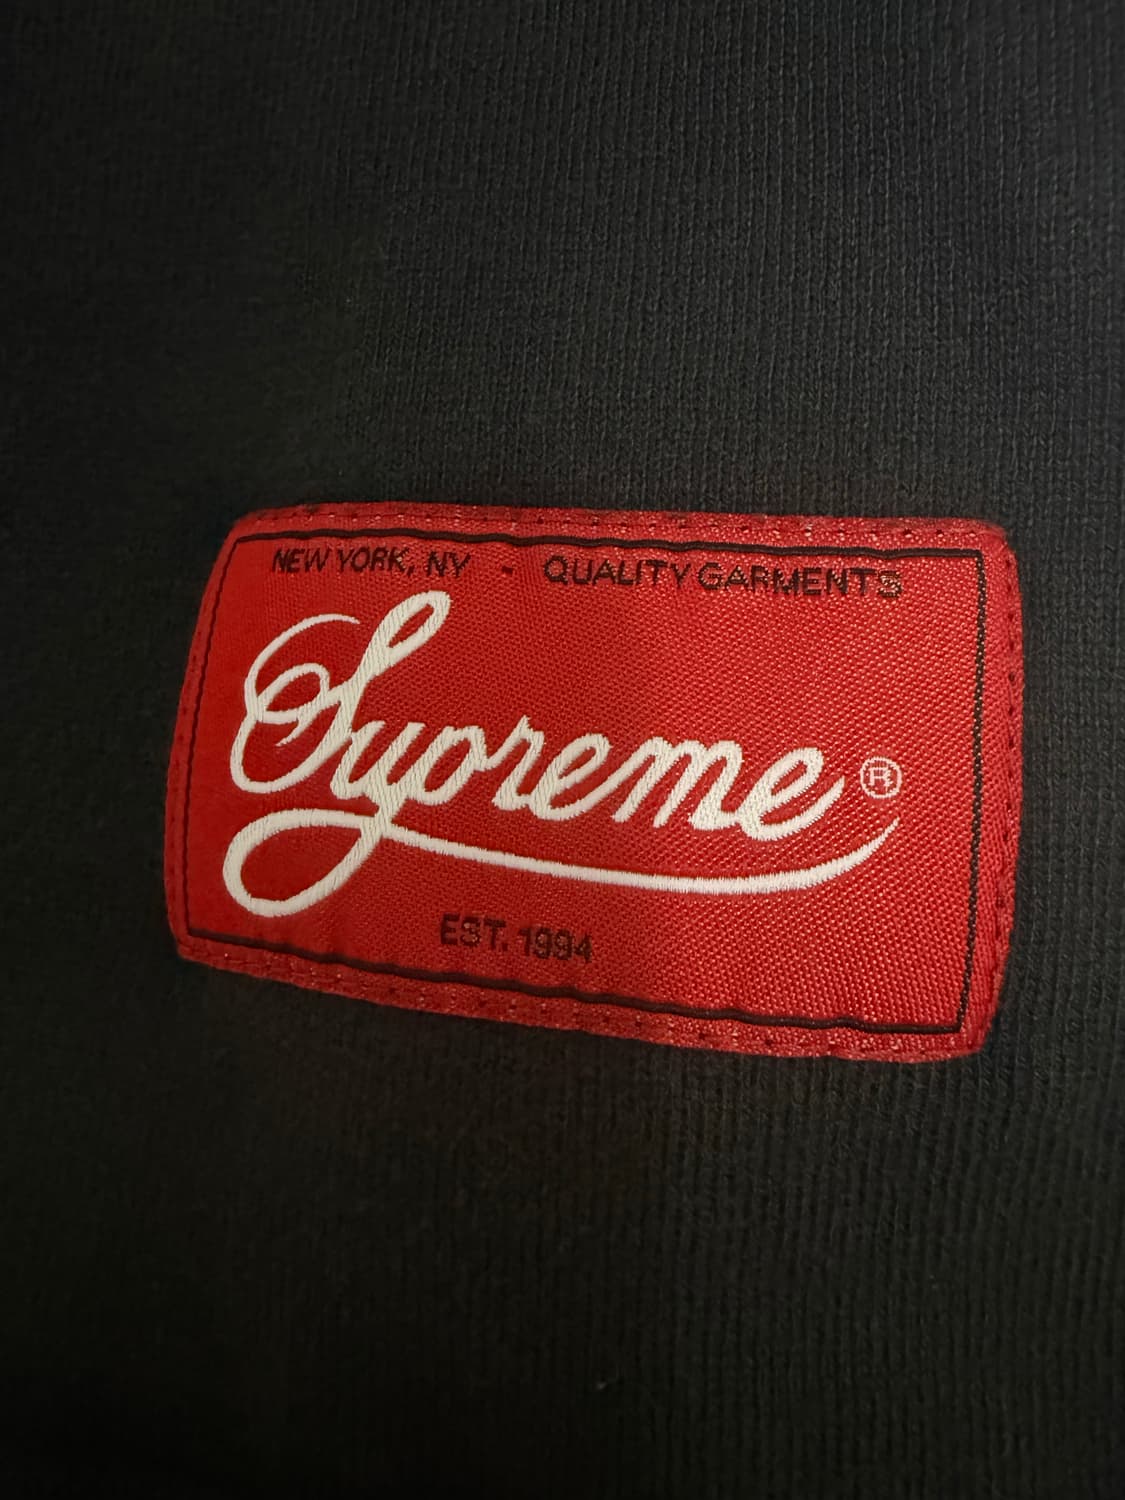 NEW YORK, NY - QUALITY GARMENTS
Supreme ®
EST. 1994